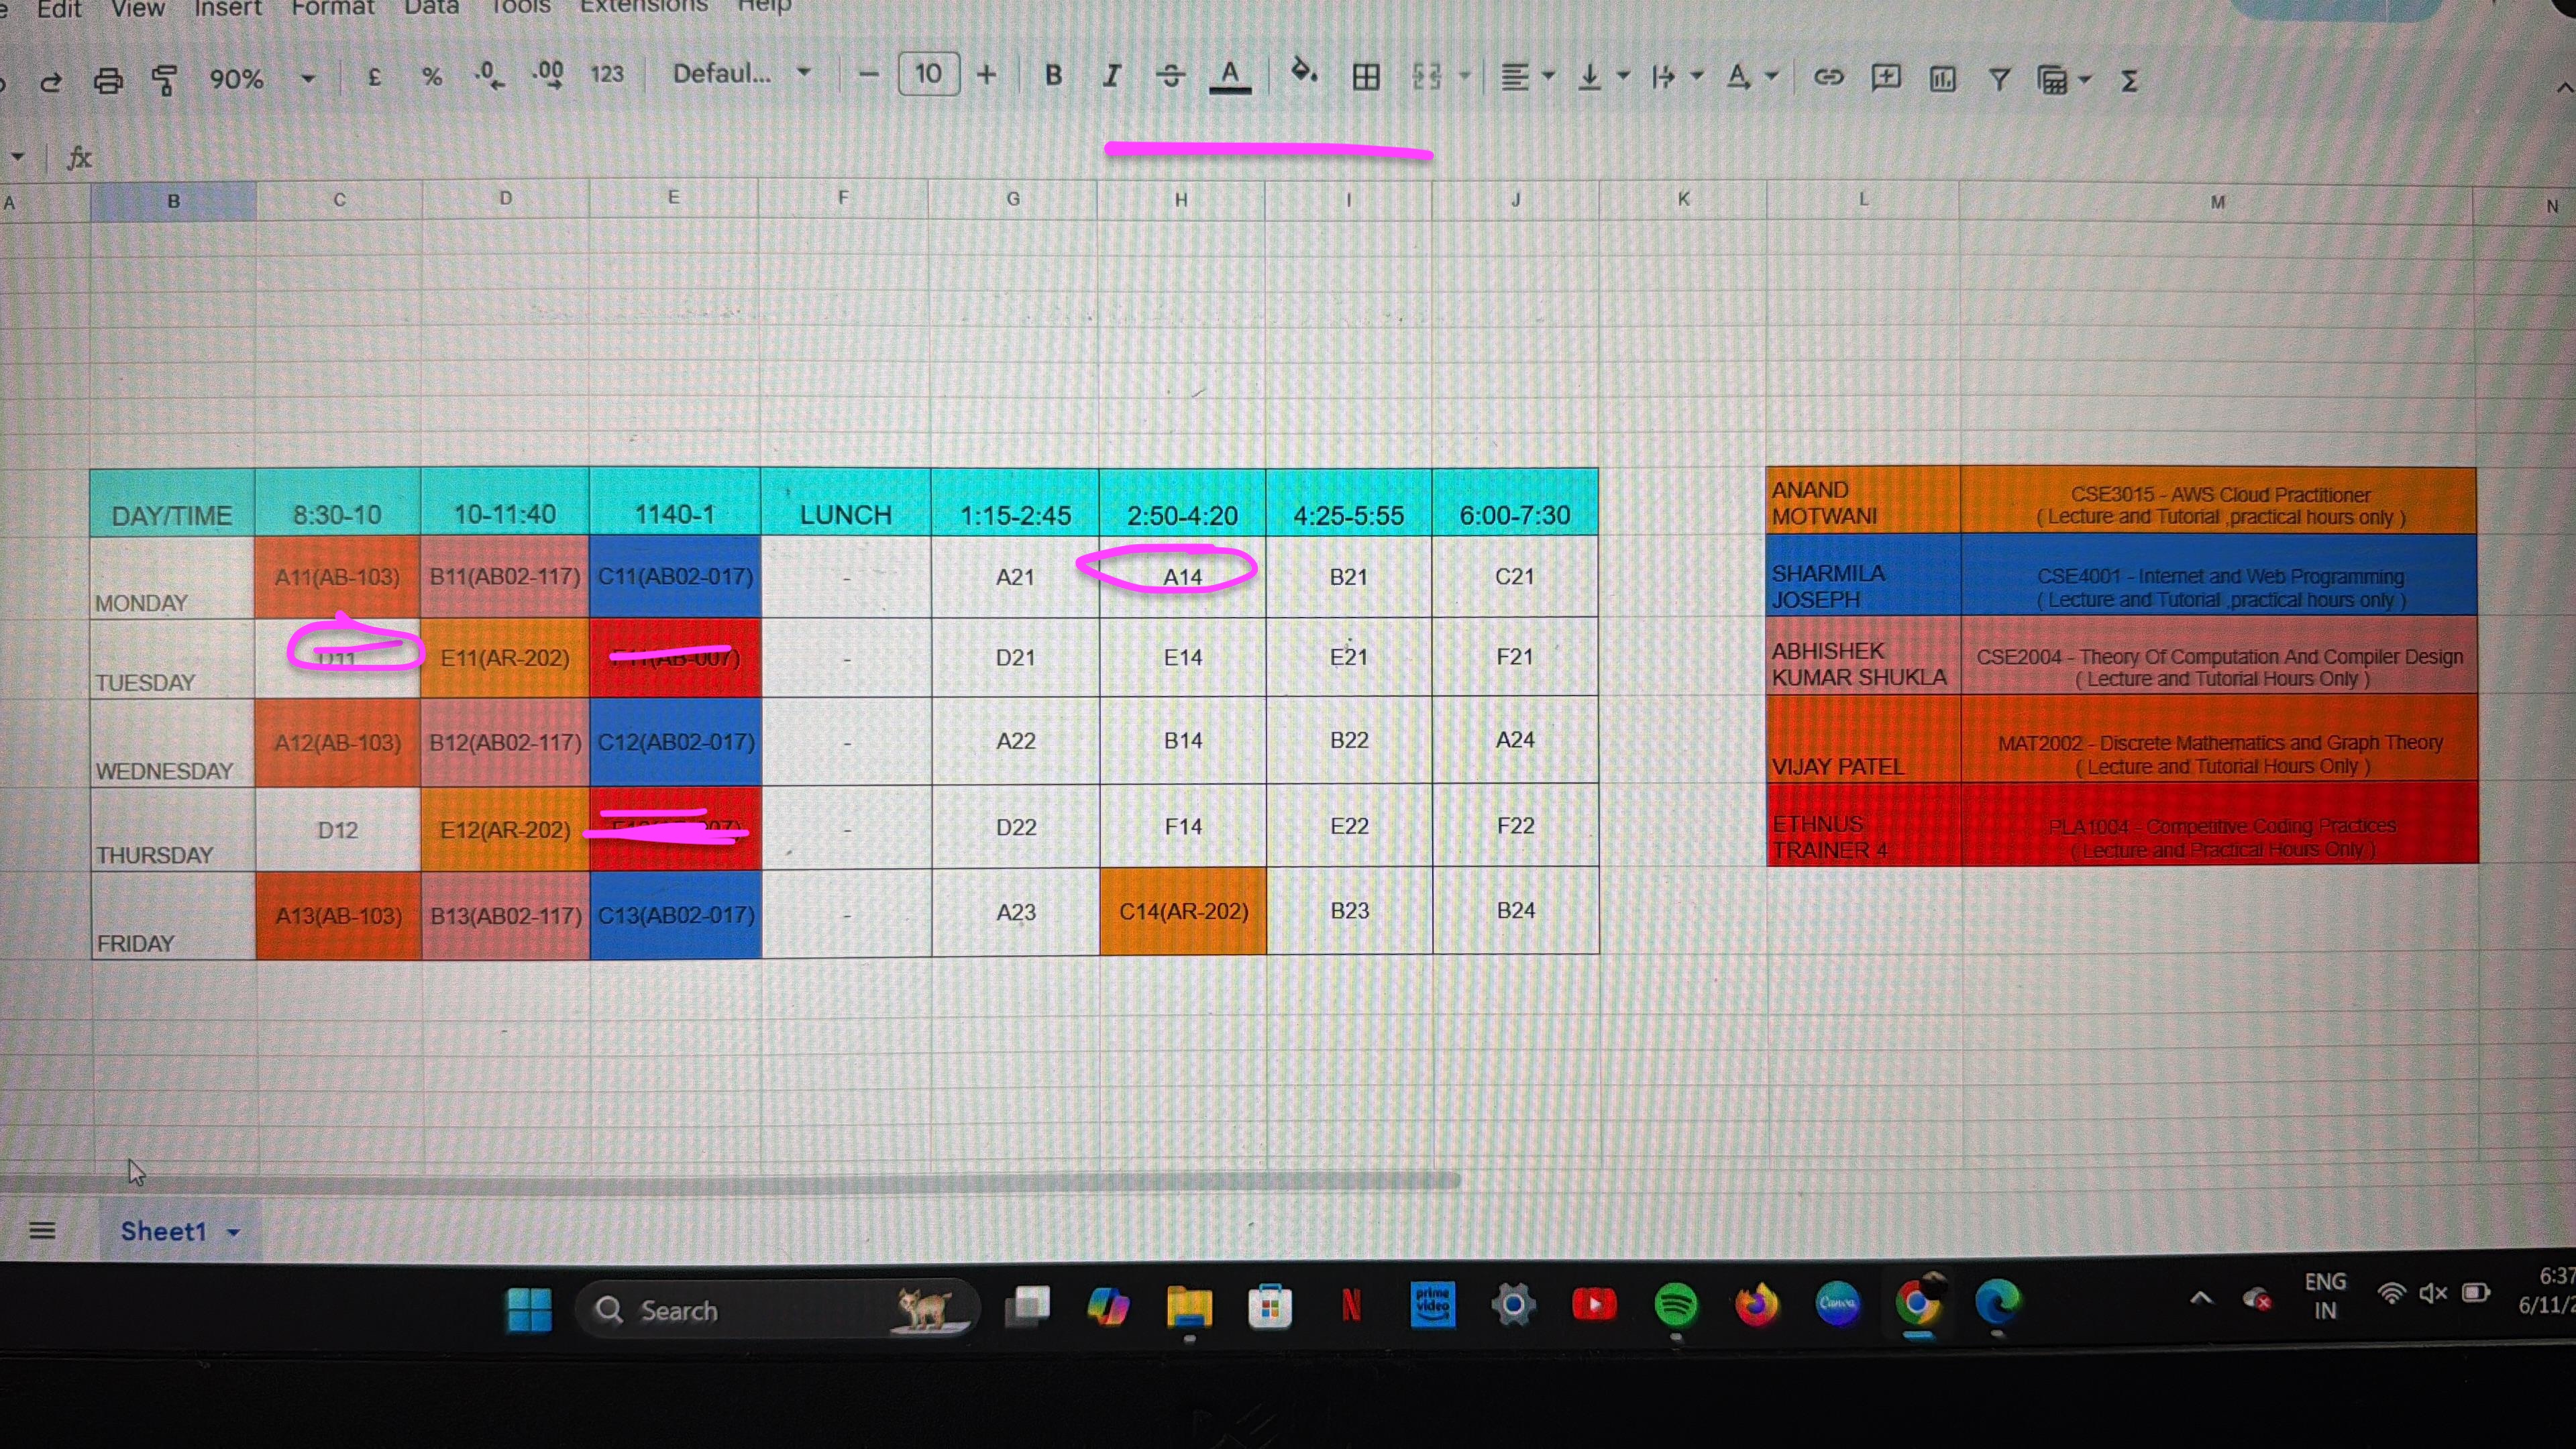 Edit View Insert Format Data Tools Extensions Help
90% £ % .0 .00 123 Defaul... 10 B I A A Σ
fx
A B C D E F G H I J K L M N
DAY/TIME 8:30-10 10-11:40 1140-1 LUNCH 1:15-2:45 2:50-4:20 4:25-5:55 6:00-7:30
MONDAY A11(AB-103) B11(AB02-117) C11(AB02-017) - A21 A14 B21 C21
TUESDAY D11 E11(AR-202) F11(AB-007) - D21 E14 E21 F21
WEDNESDAY A12(AB-103) B12(AB02-117) C12(AB02-017) - A22 B14 B22 A24
THURSDAY D12 E12(AR-202) - D22 F14 E22 F22
FRIDAY A13(AB-103) B13(AB02-117) C13(AB02-017) - A23 C14(AR-202) B23 B24
ANAND
MOTWANI
CSE3015 - AWS Cloud Practitioner
( Lecture and Tutorial ,practical hours only )
SHARMILA
JOSEPH
CSE4001 - Internet and Web Programming
( Lecture and Tutorial ,practical hours only )
ABHISHEK
KUMAR SHUKLA
CSE2004 - Theory Of Computation And Compiler Design
( Lecture and Tutorial Hours Only )
VIJAY PATEL
MAT2002 - Discrete Mathematics and Graph Theory
( Lecture and Tutorial Hours Only )
ETHNUS
TRAINER 4
PLA1004 - Competitive Coding Practices
( Lecture and Practical Hours Only )
Sheet1
Search
prime
video
Canva
ENG
IN
6:37
6/11/2